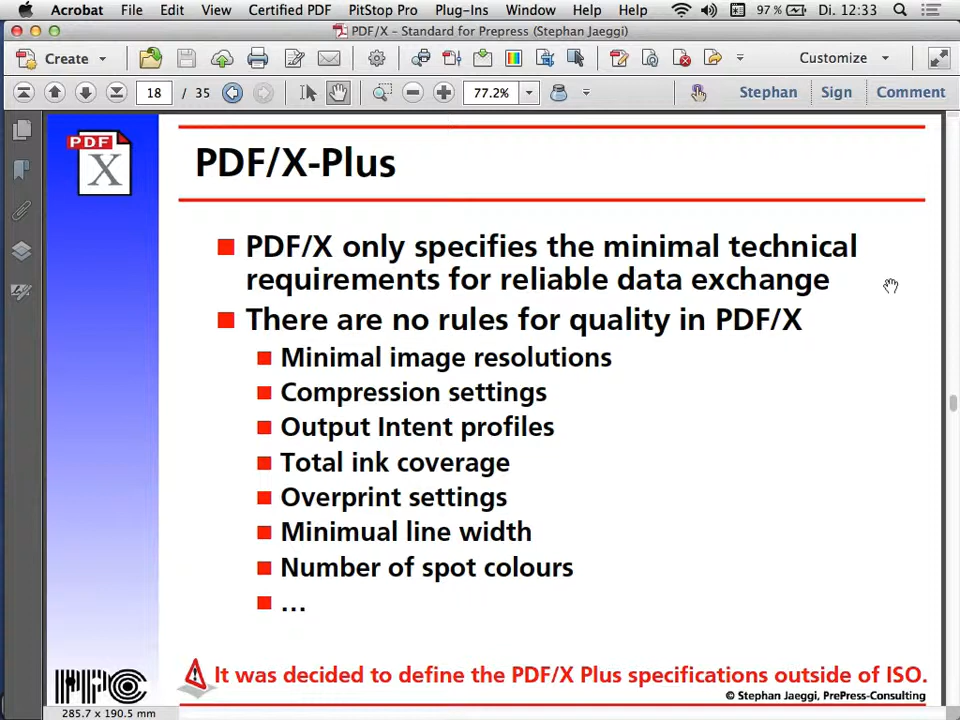 Acrobat File Edit View Certified PDF PitStop Pro Plug-Ins Window Help Help 97 % Di. 12:33
PDF/X - Standard for Prepress (Stephan Jaeggi)
Create Customize
18 / 35 77.2% Stephan Sign Comment
PDF
X
PDF/X-Plus
PDF/X only specifies the minimal technical
requirements for reliable data exchange
There are no rules for quality in PDF/X
Minimal image resolutions
Compression settings
Output Intent profiles
Total ink coverage
Overprint settings
Minimual line width
Number of spot colours
...
It was decided to define the PDF/X Plus specifications outside of ISO.
PPC
© Stephan Jaeggi, PrePress-Consulting
285.7 x 190.5 mm